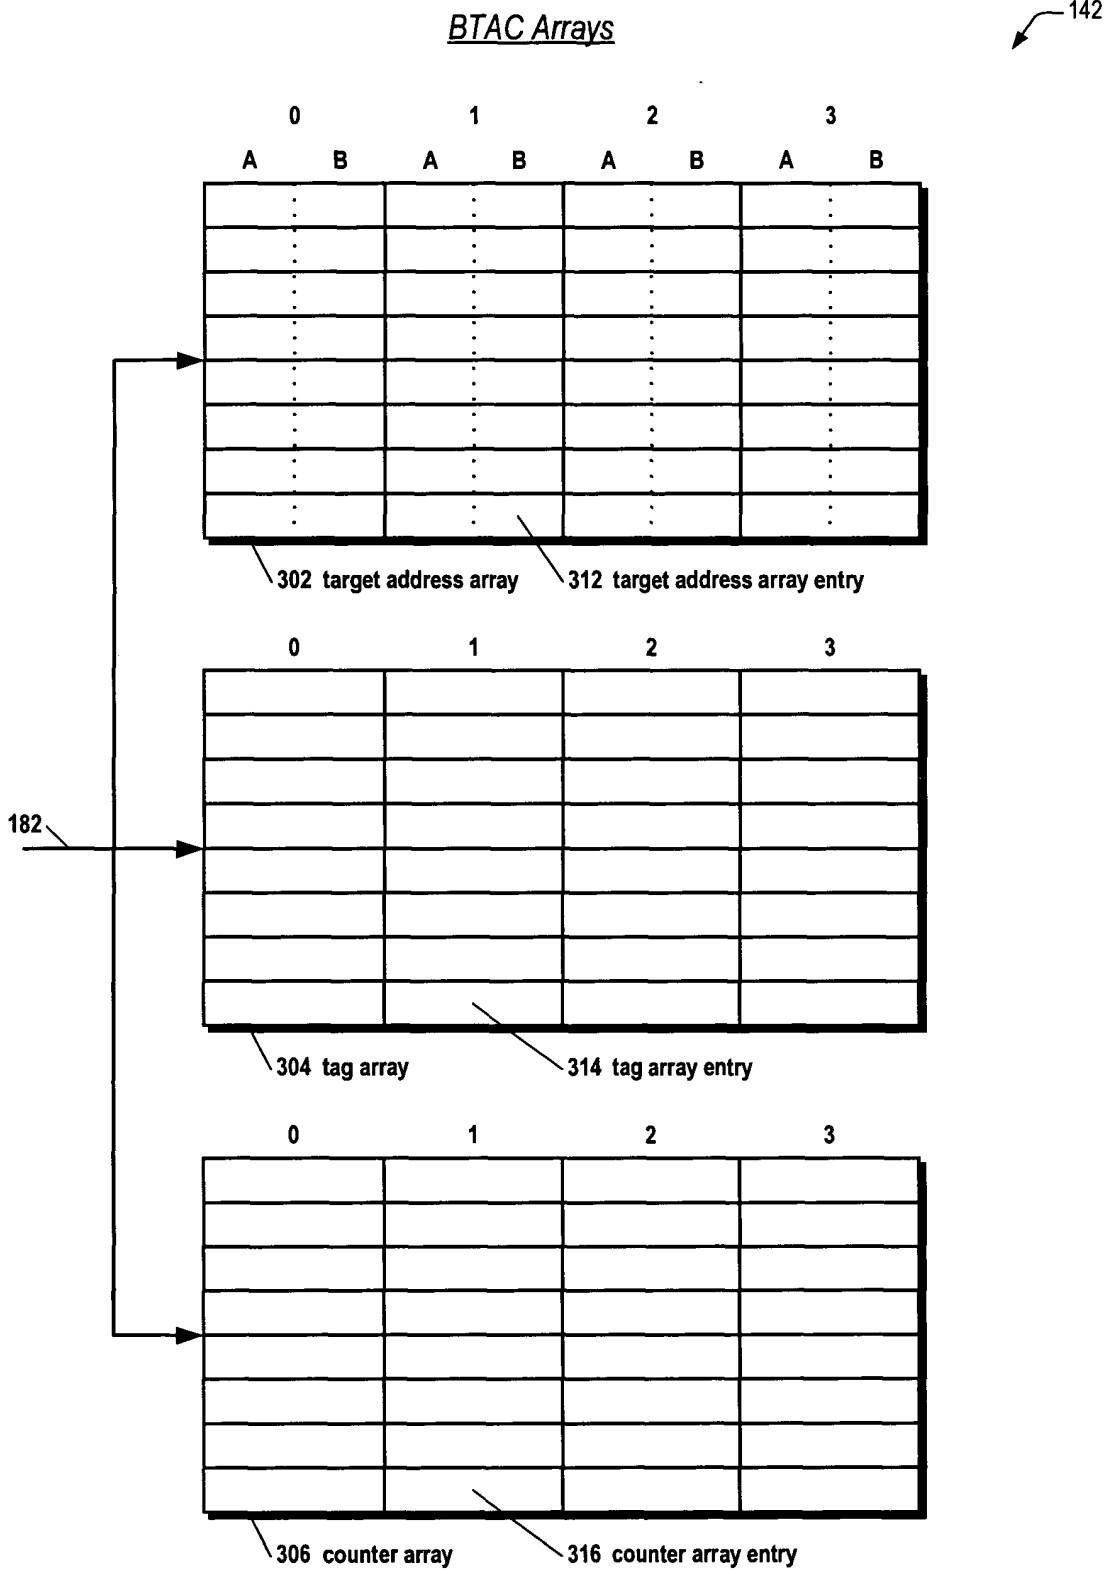 BTAC Arrays
142
0 1 2 3
A B A B A B A B
302 target address array 312 target address array entry
0 1 2 3
182
304 tag array 314 tag array entry
0 1 2 3
306 counter array 316 counter array entry